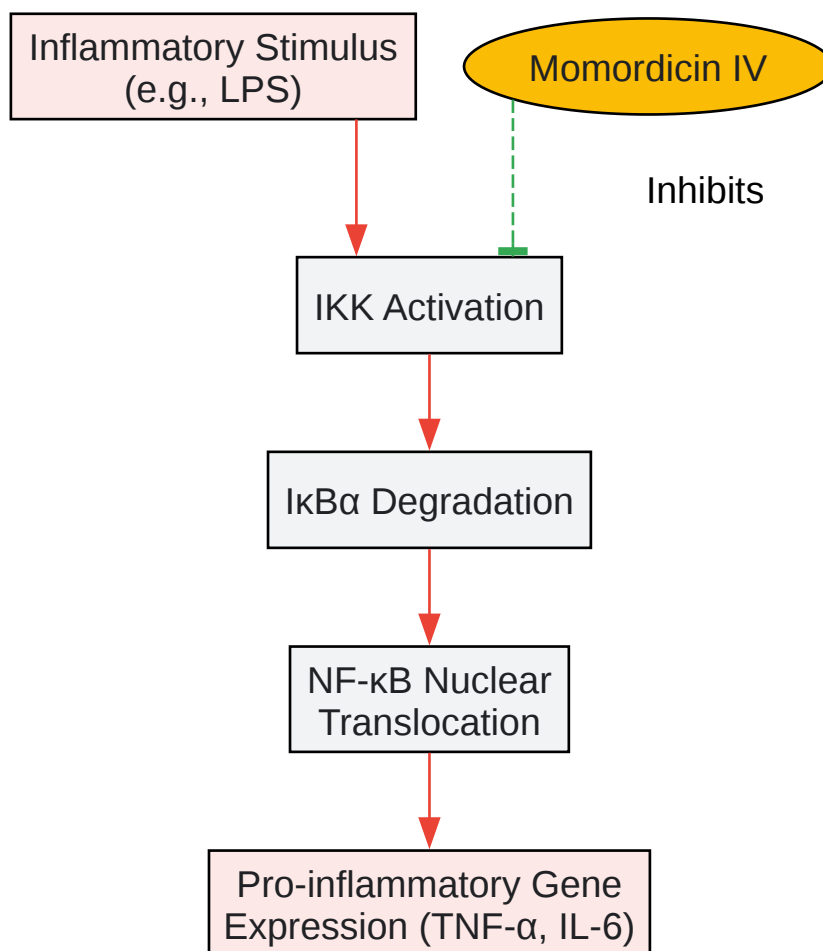 Inflammatory Stimulus
(e.g., LPS)
Momordicin IV
Inhibits
IKK Activation
IκBα Degradation
NF-κB Nuclear
Translocation
Pro-inflammatory Gene
Expression (TNF-α, IL-6)